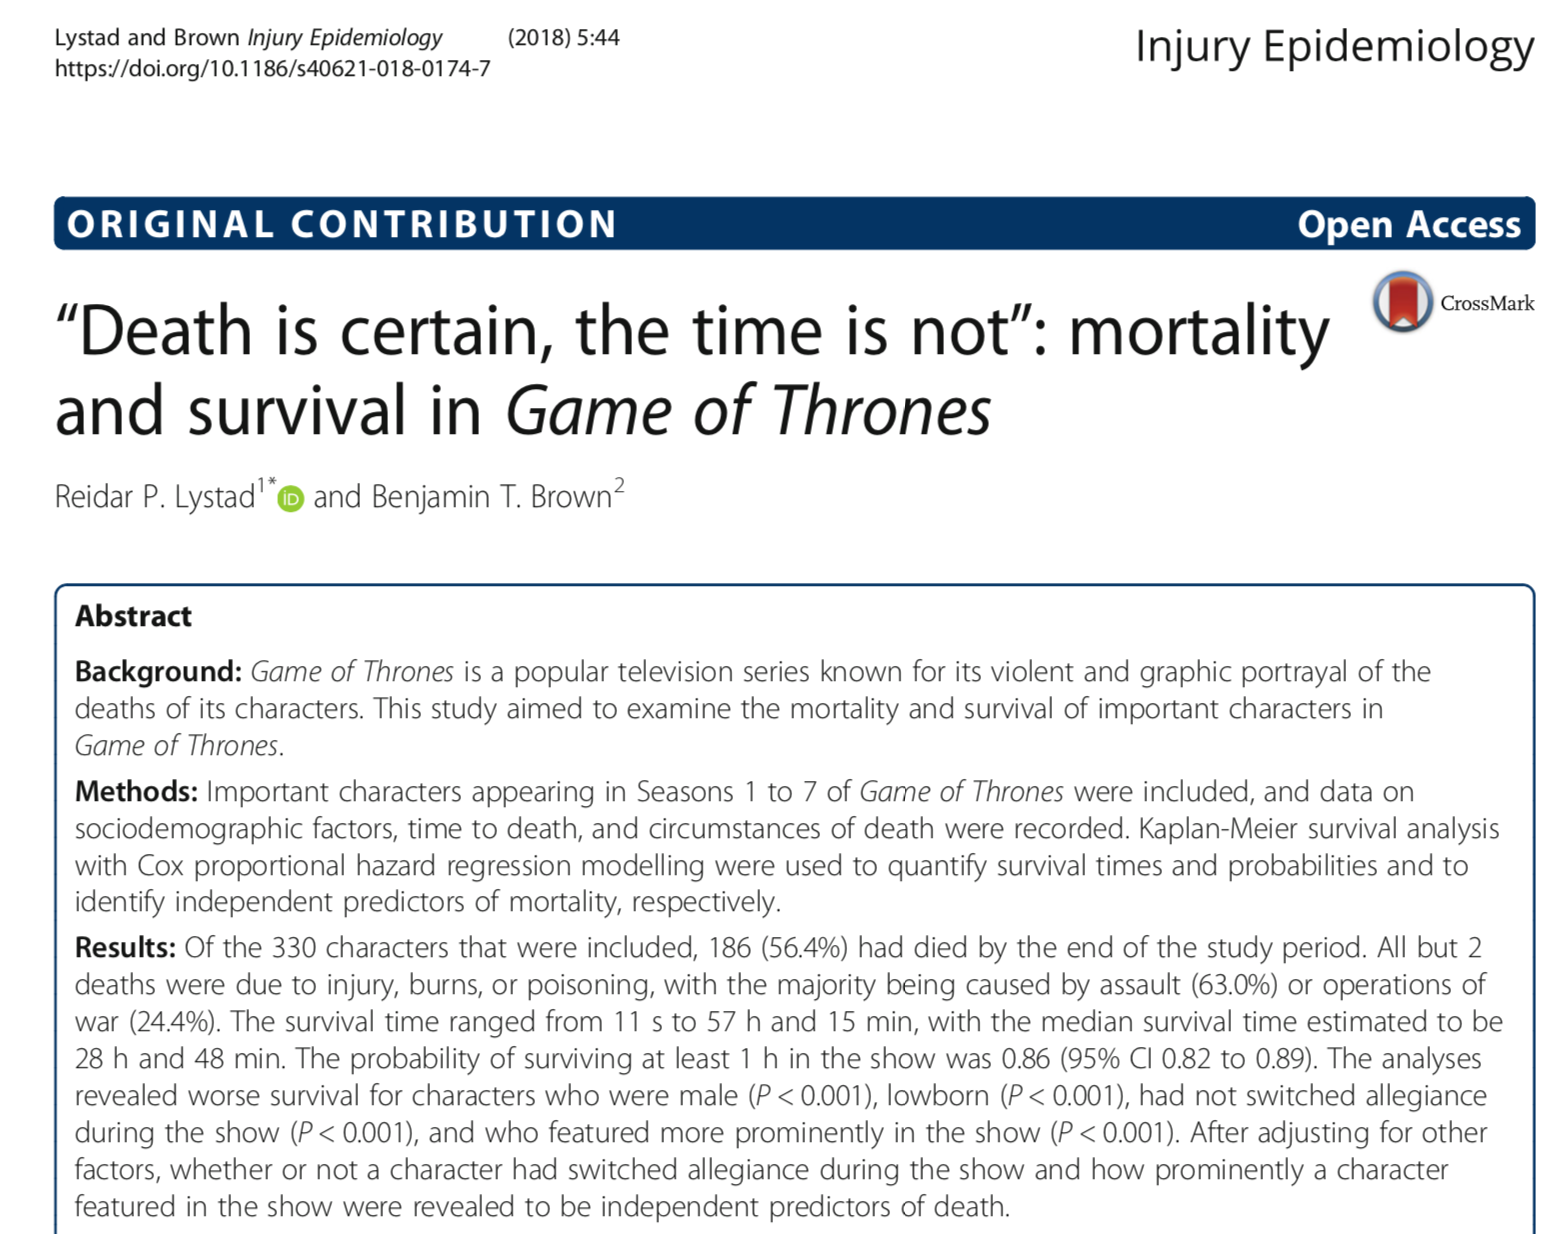 Lystad and Brown Injury Epidemiology (2018) 5:44
https://doi.org/10.1186/s40621-018-0174-7
Injury Epidemiology
ORIGINAL CONTRIBUTION Open Access
“Death is certain, the time is not”: mortality
and survival in Game of Thrones
CrossMark
Reidar P. Lystad1* iD and Benjamin T. Brown2
Abstract
Background: Game of Thrones is a popular television series known for its violent and graphic portrayal of the
deaths of its characters. This study aimed to examine the mortality and survival of important characters in
Game of Thrones.
Methods: Important characters appearing in Seasons 1 to 7 of Game of Thrones were included, and data on
sociodemographic factors, time to death, and circumstances of death were recorded. Kaplan-Meier survival analysis
with Cox proportional hazard regression modelling were used to quantify survival times and probabilities and to
identify independent predictors of mortality, respectively.
Results: Of the 330 characters that were included, 186 (56.4%) had died by the end of the study period. All but 2
deaths were due to injury, burns, or poisoning, with the majority being caused by assault (63.0%) or operations of
war (24.4%). The survival time ranged from 11 s to 57 h and 15 min, with the median survival time estimated to be
28 h and 48 min. The probability of surviving at least 1 h in the show was 0.86 (95% CI 0.82 to 0.89). The analyses
revealed worse survival for characters who were male (P < 0.001), lowborn (P < 0.001), had not switched allegiance
during the show (P < 0.001), and who featured more prominently in the show (P < 0.001). After adjusting for other
factors, whether or not a character had switched allegiance during the show and how prominently a character
featured in the show were revealed to be independent predictors of death.